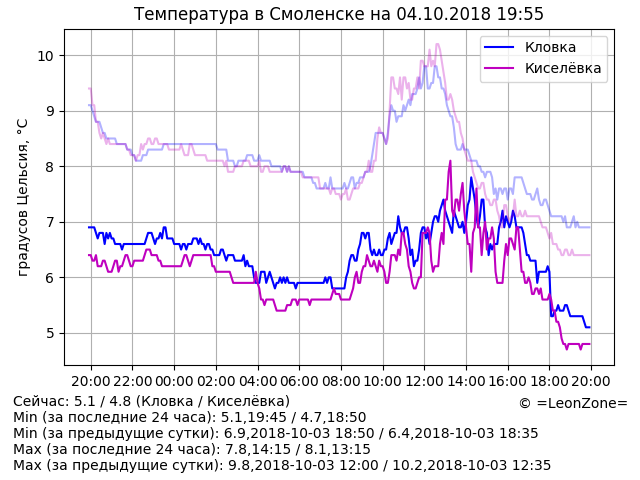 Температура в Смоленске на 04.10.2018 19:55
Кловка
Киселёвка
градусов Цельсия, °C
10
9
8
7
6
5
20:00 22:00 00:00 02:00 04:00 06:00 08:00 10:00 12:00 14:00 16:00 18:00 20:00
Сейчас: 5.1 / 4.8 (Кловка / Киселёвка)
© =LeonZone=
Min (за последние 24 часа): 5.1,19:45 / 4.7,18:50
Min (за предыдущие сутки): 6.9,2018-10-03 18:50 / 6.4,2018-10-03 18:35
Max (за последние 24 часа): 7.8,14:15 / 8.1,13:15
Max (за предыдущие сутки): 9.8,2018-10-03 12:00 / 10.2,2018-10-03 12:35